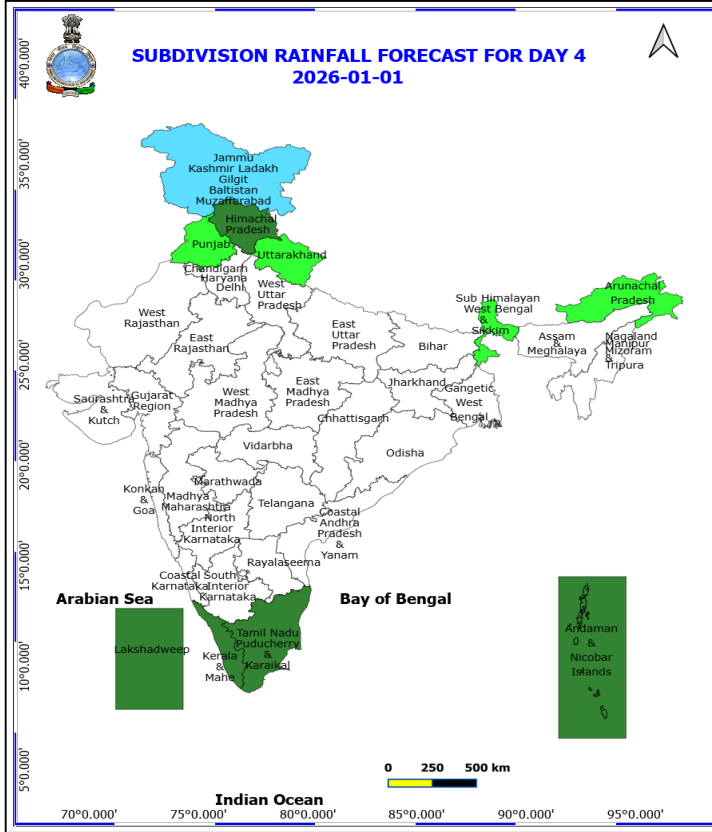 SUBDIVISION RAINFALL FORECAST FOR DAY 4
2026-01-01
40°0.000'
35°0.000'
30°0.000'
25°0.000'
20°0.000'
15°0.000'
10°0.000'
5°0.000'
Jammu
Kashmir Ladakh
Gilgit
Baltistan
Muzaffarabad
Himachal
Pradesh
Punjab
Uttarakhand
Chandigarh
Haryana
Delhi
West
Uttar
Pradesh
Arunachal
Pradesh
Sub Himalayan
West Bengal
&
Sikkim
West
Rajasthan
East
Rajasthan
East
Uttar
Pradesh
Bihar
Assam
&
Meghalaya
Nagaland
Manipur
Mizoram
&
Tripura
Saurashtra
&
Kutch
Gujarat
Region
West
Madhya
Pradesh
East
Madhya
Pradesh
Jharkhand
Gangetic
West
Bengal
Chhattisgarh
Vidarbha
Odisha
Konkan
&
Goa
Marathwada
Madhya
Maharashtra
Telangana
North
Interior
Karnataka
Coastal
Andhra
Pradesh
&
Yanam
Rayalaseema
Coastal
Karnataka
South
Interior
Karnataka
Arabian Sea
Bay of Bengal
Lakshadweep
Kerala
&
Mahe
Tamil Nadu
Puducherry
&
Karaikal
Andaman
&
Nicobar
Islands
0 250 500 km
Indian Ocean
70°0.000' 75°0.000' 80°0.000' 85°0.000' 90°0.000' 95°0.000'